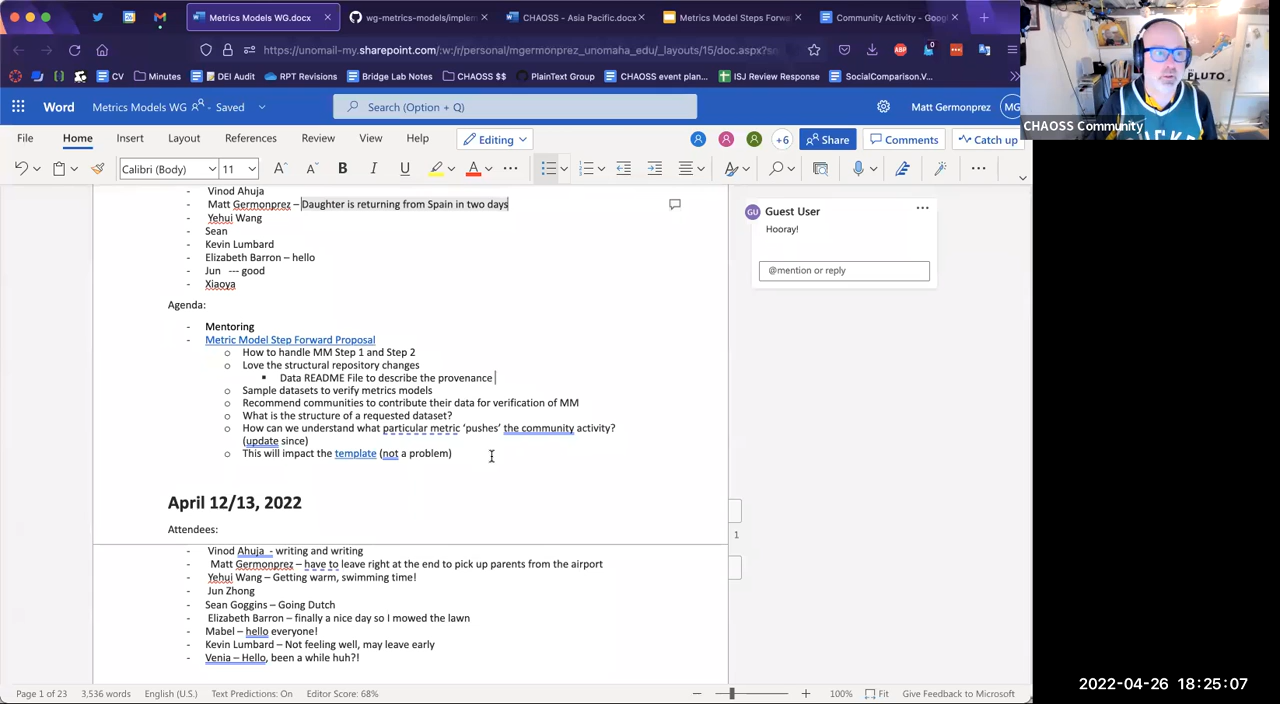 Metrics Models WG.docx
wg-metrics-models/implem
CHAOSS - Asia Pacific.docx
Metrics Model Steps Forw
Community Activity - Goog
https://unomail-my.sharepoint.com/:w:/r/personal/mgermonprez_unomaha_edu/_layouts/15/doc.aspx?so
CV
Minutes
DEI Audit
RPT Revisions
Bridge Lab Notes
CHAOSS $$
PlainText Group
CHAOSS event plan...
ISJ Review Response
SocialComparison.V...
Word
Metrics Models WG - Saved
Search (Option + Q)
Matt Germonprez
MG
File
Home
Insert
Layout
References
Review
View
Help
Editing
+6
Share
Comments
Catch up
Calibri (Body)
11
Vinod Ahuja
- Matt Germonprez – Daughter is returning from Spain in two days
- Yehui Wang
- Sean
- Kevin Lumbard
- Elizabeth Barron – hello
- Jun --- good
- Xiaoya
Agenda:
- Mentoring
- Metric Model Step Forward Proposal
o How to handle MM Step 1 and Step 2
o Love the structural repository changes
▪ Data README File to describe the provenance
o Sample datasets to verify metrics models
o Recommend communities to contribute their data for verification of MM
o What is the structure of a requested dataset?
o How can we understand what particular metric ‘pushes’ the community activity?
(update since)
o This will impact the template (not a problem)
April 12/13, 2022
Attendees:
- Vinod Ahuja - writing and writing
- Matt Germonprez – have to leave right at the end to pick up parents from the airport
- Yehui Wang – Getting warm, swimming time!
- Jun Zhong
- Sean Goggins – Going Dutch
- Elizabeth Barron – finally a nice day so I mowed the lawn
- Mabel – hello everyone!
- Kevin Lumbard – Not feeling well, may leave early
- Venia – Hello, been a while huh?!
GU
Guest User
Hooray!
@mention or reply
1
Page 1 of 23
3,536 words
English (U.S.)
Text Predictions: On
Editor Score: 68%
100%
Fit
Give Feedback to Microsoft
PLUTO
CHAOSS Community
2022-04-26 18:25:07